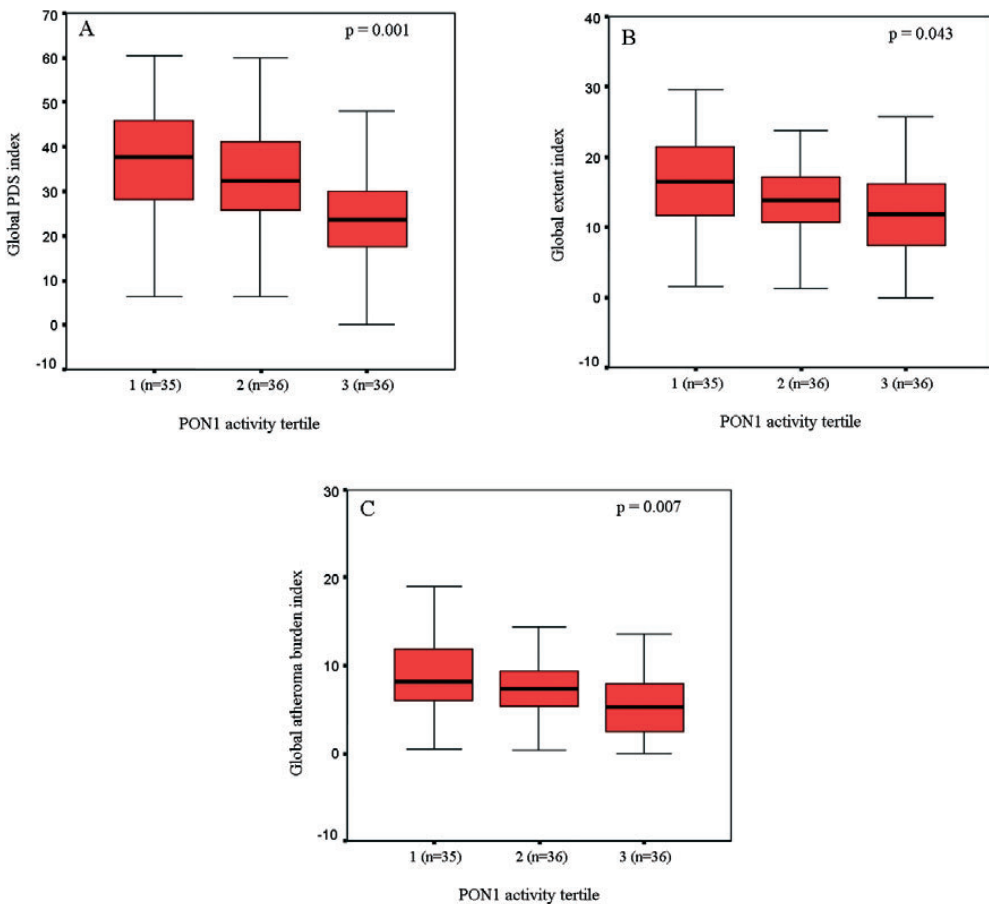 A
p = 0.001
Global PDS index
70
60
50
40
30
20
10
0
-10
1 (n=35)
2 (n=36)
3 (n=36)
PON1 activity tertile
B
p = 0.043
Global extent index
40
30
20
10
0
-10
1 (n=35)
2 (n=36)
3 (n=36)
PON1 activity tertile
C
p = 0.007
Global atheroma burden index
30
20
10
0
-10
1 (n=35)
2 (n=36)
3 (n=36)
PON1 activity tertile